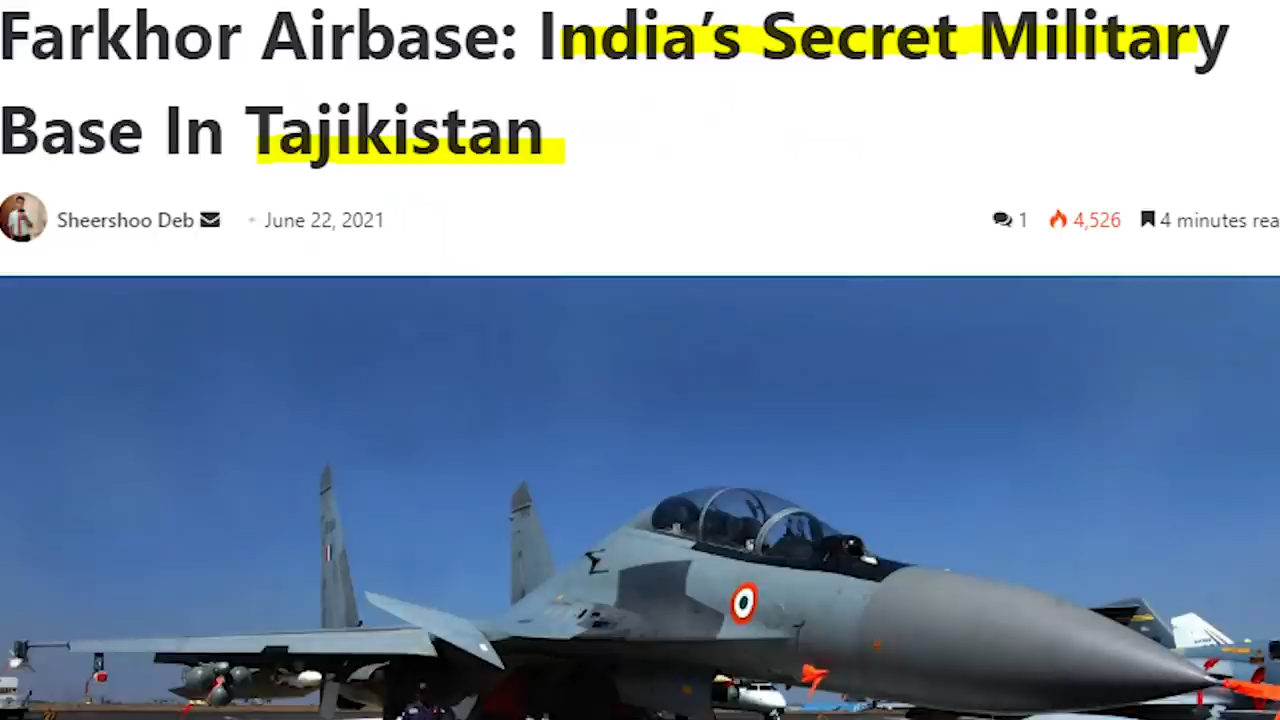 Farkhor Airbase: India's Secret Military
Base In Tajikistan
Sheershoo Deb
June 22, 2021
1
4,526
4 minutes rea